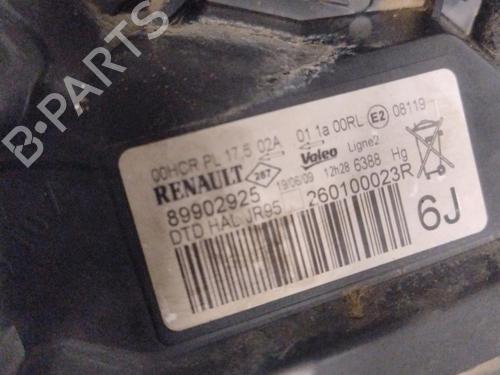 00HCR PL 17,5 02A 01 1a 00RL E2 08119
RENAULT 267 Valeo Ligne2
89902925 19/06/09 12h28 6388 Hg
DTD HAL JR95 260100023R
6J
B-PARTS